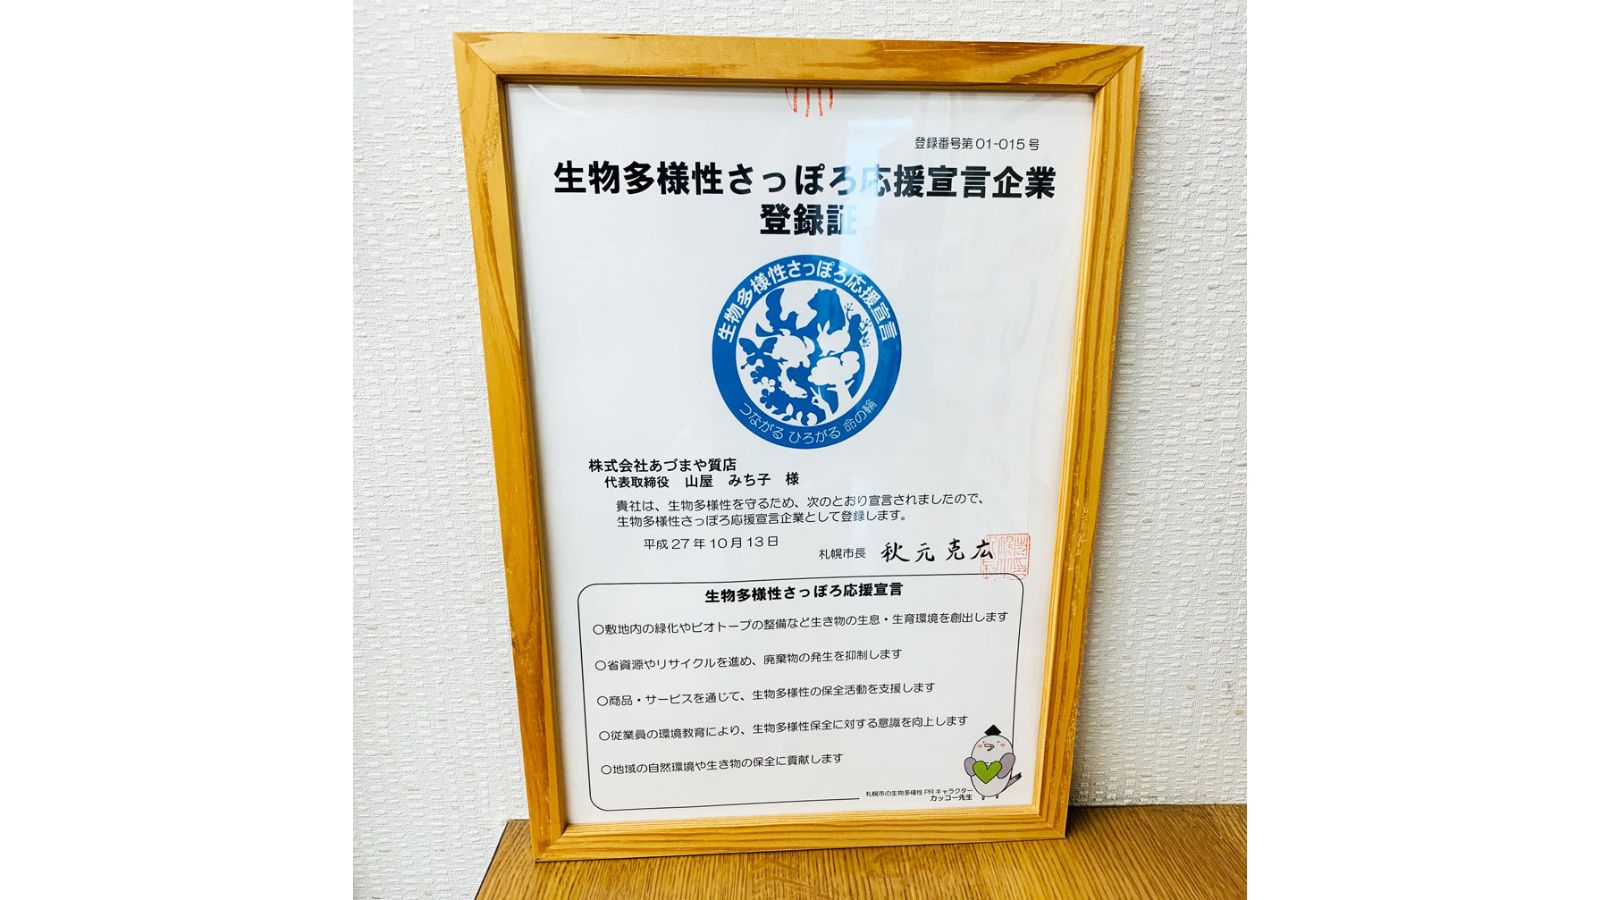 登録番号第01-015号
生物多様性さっぽろ応援宣言企業
登録証
生物多様性さっぽろ応援宣言
つながる ひろがる 命の輪
株式会社あづまや質店
代表取締役 山屋 みち子 様
貴社は、生物多様性を守るため、次のとおり宣言されましたので、
生物多様性さっぽろ応援宣言企業として登録します。
平成27年10月13日
札幌市長 秋元克広
生物多様性さっぽろ応援宣言
○敷地内の緑化やビオトープの整備など生き物の生息・生育環境を創出します
○省資源やリサイクルを進め、廃棄物の発生を抑制します
○商品・サービスを通じて、生物多様性の保全活動を支援します
○従業員の環境教育により、生物多様性保全に対する意識を向上します
○地域の自然環境や生き物の保全に貢献します
札幌市の生物多様性PRキャラクター
カッコー先生